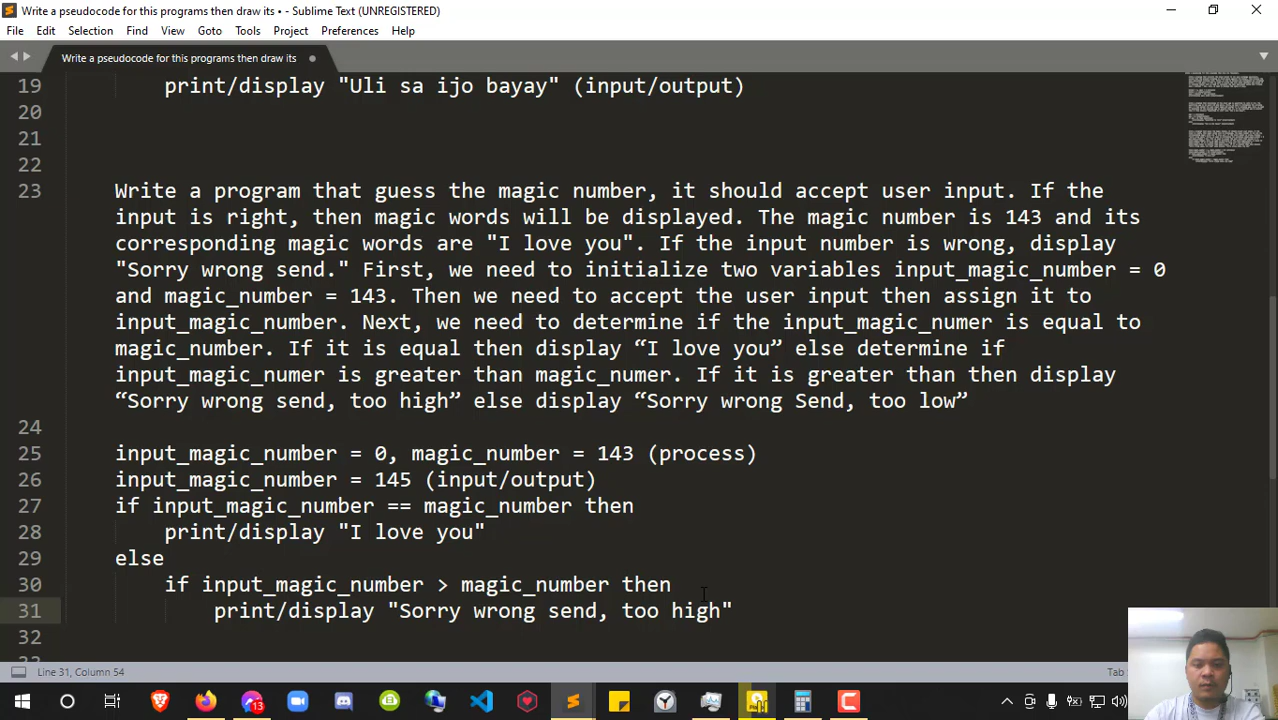 Write a pseudocode for this programs then draw its • - Sublime Text (UNREGISTERED)
File Edit Selection Find View Goto Tools Project Preferences Help
Write a pseudocode for this programs then draw its
19 print/display "Uli sa ijo bayay" (input/output)
20
21
22
23 Write a program that guess the magic number, it should accept user input. If the
input is right, then magic words will be displayed. The magic number is 143 and its
corresponding magic words are "I love you". If the input number is wrong, display
"Sorry wrong send." First, we need to initialize two variables input_magic_number = 0
and magic_number = 143. Then we need to accept the user input then assign it to
input_magic_number. Next, we need to determine if the input_magic_numer is equal to
magic_number. If it is equal then display “I love you” else determine if
input_magic_numer is greater than magic_numer. If it is greater than then display
“Sorry wrong send, too high” else display “Sorry wrong Send, too low”
24
25 input_magic_number = 0, magic_number = 143 (process)
26 input_magic_number = 145 (input/output)
27 if input_magic_number == magic_number then
28 print/display "I love you"
29 else
30 if input_magic_number > magic_number then
31 print/display "Sorry wrong send, too high"
32
Line 31, Column 54
Tab
13